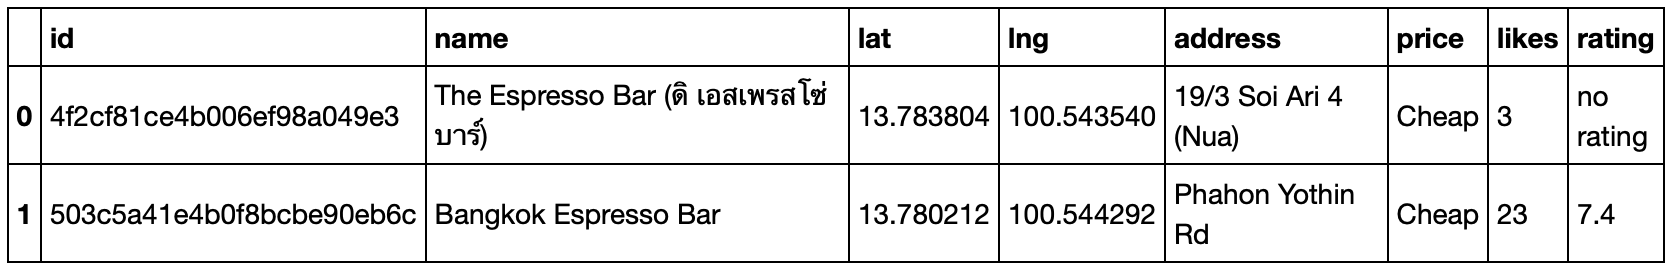 id name lat lng address price likes rating
0 4f2cf81ce4b006ef98a049e3 The Espresso Bar (ดิ เอสเพรสโซ่ บาร์) 13.783804 100.543540 19/3 Soi Ari 4 (Nua) Cheap 3 no rating
1 503c5a41e4b0f8bcbe90eb6c Bangkok Espresso Bar 13.780212 100.544292 Phahon Yothin Rd Cheap 23 7.4